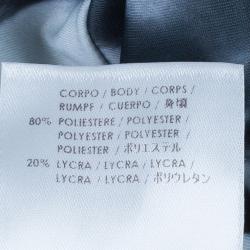 CORPO / BODY / CORPS /
RUMPF / CUERPO / 身頃
80% POLIESTERE / POLYESTER /
POLYESTER / POLYESTER /
POLIESTER / ポリエステル
20% LYCRA / LYCRA / LYCRA /
LYCRA / LYCRA / ポリウレタン